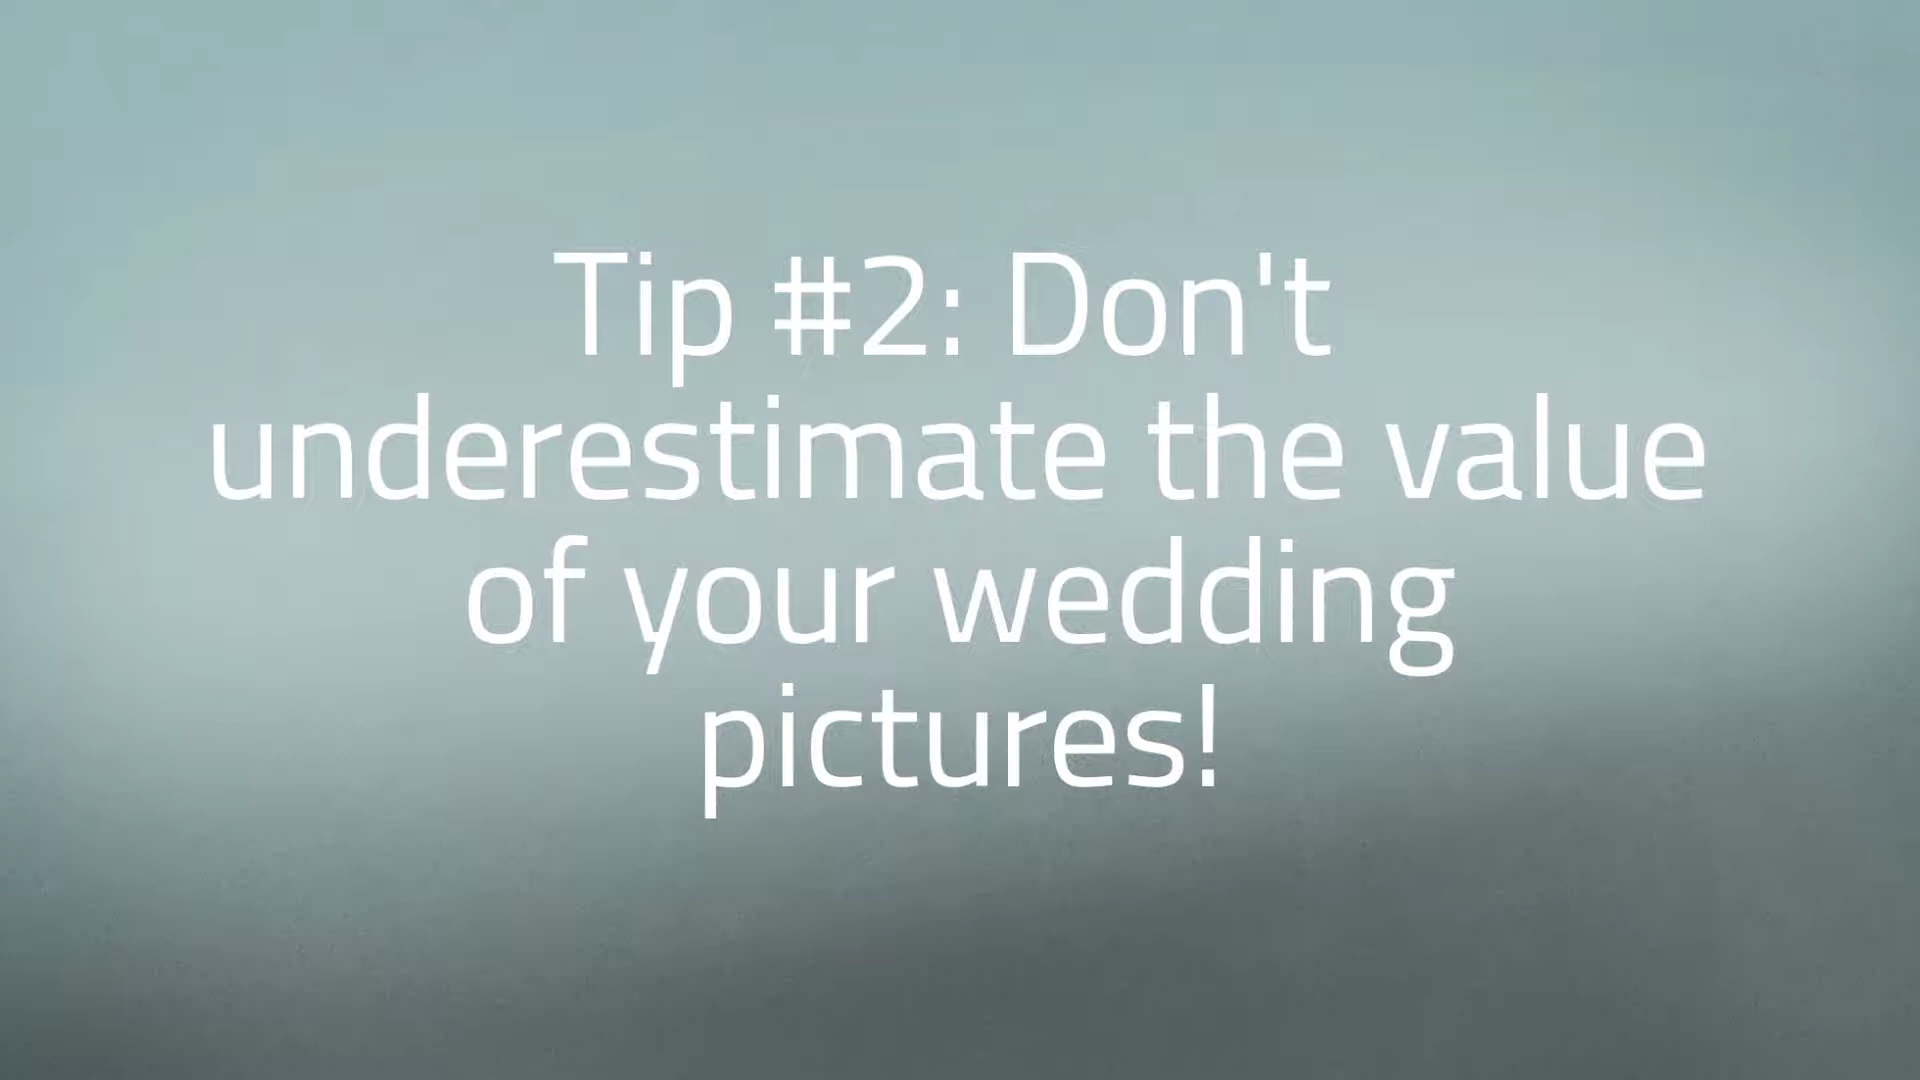 Tip #2: Don't
underestimate the value
of your wedding
pictures!